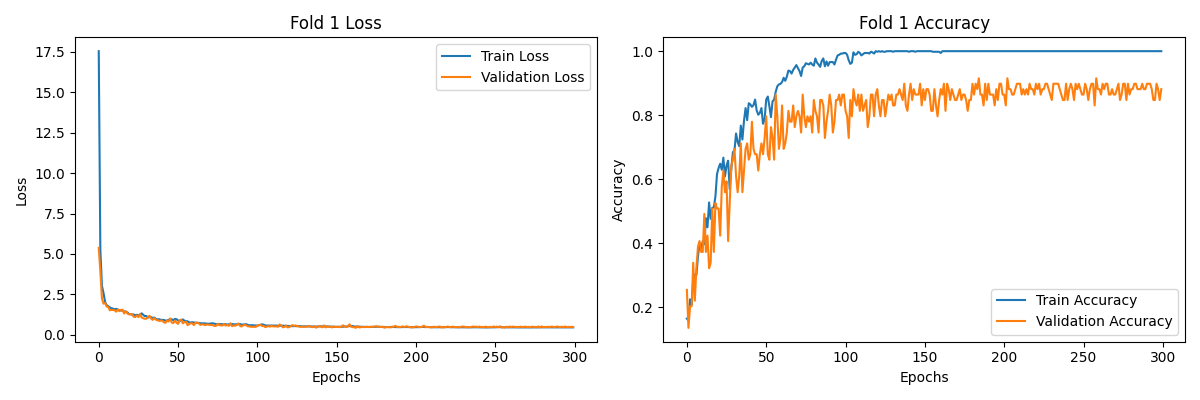 Fold 1 Loss
Loss
17.5
15.0
12.5
10.0
7.5
5.0
2.5
0.0
Train Loss
Validation Loss
0 50 100 150 200 250 300
Epochs
Fold 1 Accuracy
Accuracy
1.0
0.8
0.6
0.4
0.2
Train Accuracy
Validation Accuracy
0 50 100 150 200 250 300
Epochs